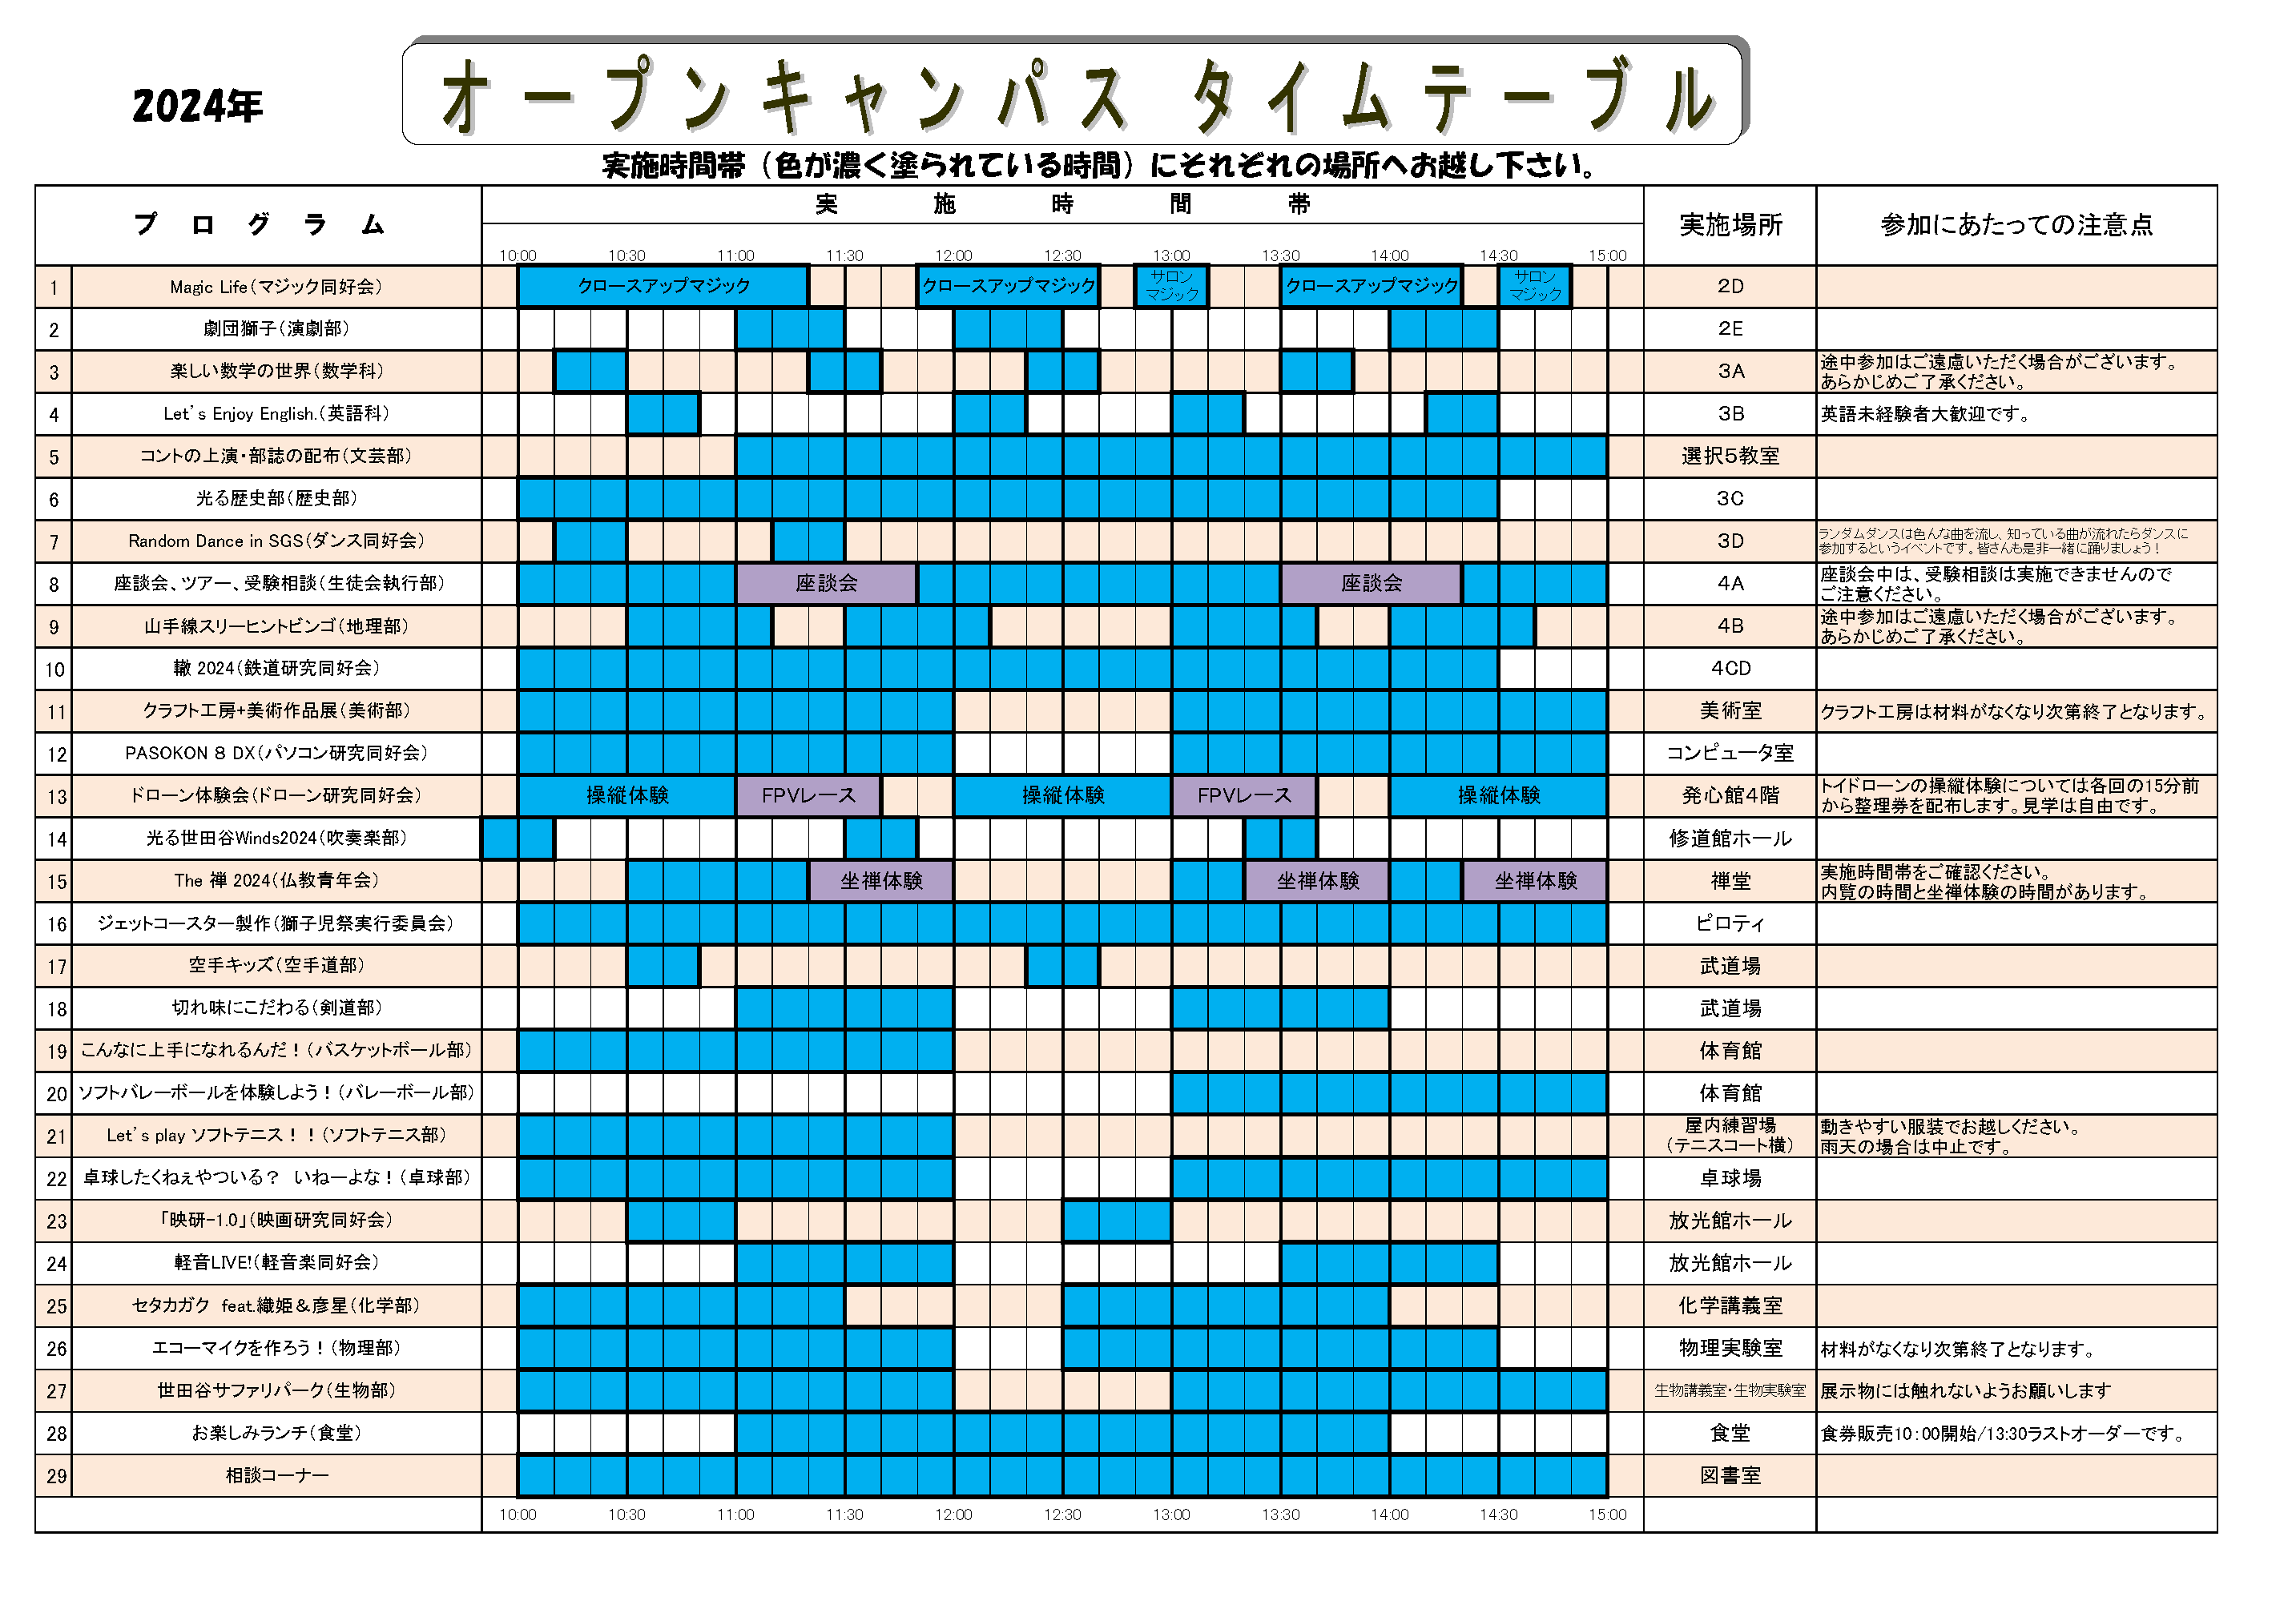 2024年
オープンキャンパス タイムテーブル
実施時間帯（色が濃く塗られている時間）にそれぞれの場所へお越し下さい。
プログラム 実施時間帯 実施場所 参加にあたっての注意点
10:00 10:30 11:00 11:30 12:00 12:30 13:00 13:30 14:00 14:30 15:00
1 Magic Life（マジック同好会） クロースアップマジック クロースアップマジック サロン マジック クロースアップマジック サロン マジック 2D
2 劇団獅子（演劇部） 2E
3 楽しい数学の世界（数学科） 3A 途中参加はご遠慮いただく場合がございます。
あらかじめご了承ください。
4 Let's Enjoy English.（英語科） 3B 英語未経験者大歓迎です。
5 コントの上演・部誌の配布（文芸部） 選択5教室
6 光る歴史部（歴史部） 3C
7 Random Dance in SGS（ダンス同好会） 3D ランダムダンスは色んな曲を流し、知っている曲が流れたらダンスに
参加するというイベントです。皆さんも是非一緒に踊りましょう！
8 座談会、ツアー、受験相談（生徒会執行部） 座談会 座談会 4A 座談会中は、受験相談は実施できませんので
ご注意ください。
9 山手線スリーヒントビンゴ（地理部） 4B 途中参加はご遠慮いただく場合がございます。
あらかじめご了承ください。
10 轍 2024（鉄道研究同好会） 4CD
11 クラフト工房+美術作品展（美術部） 美術室 クラフト工房は材料がなくなり次第終了となります。
12 PASOKON 8 DX（パソコン研究同好会） コンピュータ室
13 ドローン体験会（ドローン研究同好会） 操縦体験 FPVレース 操縦体験 FPVレース 操縦体験 発心館4階 トイドローンの操縦体験については各回の15分前
から整理券を配布します。見学は自由です。
14 光る世田谷Winds2024（吹奏楽部） 修道館ホール
15 The 禅 2024（仏教青年会） 坐禅体験 坐禅体験 坐禅体験 禅堂 実施時間帯をご確認ください。
内覧の時間と坐禅体験の時間があります。
16 ジェットコースター製作（獅子児祭実行委員会） ピロティ
17 空手キッズ（空手道部） 武道場
18 切れ味にこだわる（剣道部） 武道場
19 こんなに上手になれるんだ！（バスケットボール部） 体育館
20 ソフトバレーボールを体験しよう！（バレーボール部） 体育館
21 Let's play ソフトテニス！！（ソフトテニス部） 屋内練習場
（テニスコート横） 動きやすい服装でお越しください。
雨天の場合は中止です。
22 卓球したくねぇやついる？ いねーよな！（卓球部） 卓球場
23 「映研-1.0」（映画研究同好会） 放光館ホール
24 軽音LIVE!（軽音楽同好会） 放光館ホール
25 セタカガク feat.織姫＆彦星（化学部） 化学講義室
26 エコーマイクを作ろう！（物理部） 物理実験室 材料がなくなり次第終了となります。
27 世田谷サファリパーク（生物部） 生物講義室・生物実験室 展示物には触れないようお願いします
28 お楽しみランチ（食堂） 食堂 食券販売10：00開始/13:30ラストオーダーです。
29 相談コーナー 図書室
10:00 10:30 11:00 11:30 12:00 12:30 13:00 13:30 14:00 14:30 15:00